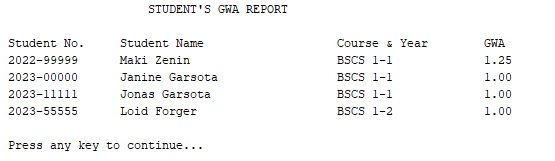 STUDENT'S GWA REPORT
Student No. Student Name Course & Year GWA
2022-99999 Maki Zenin BSCS 1-1 1.25
2023-00000 Janine Garsota BSCS 1-1 1.00
2023-11111 Jonas Garsota BSCS 1-1 1.00
2023-55555 Loid Forger BSCS 1-2 1.00
Press any key to continue...